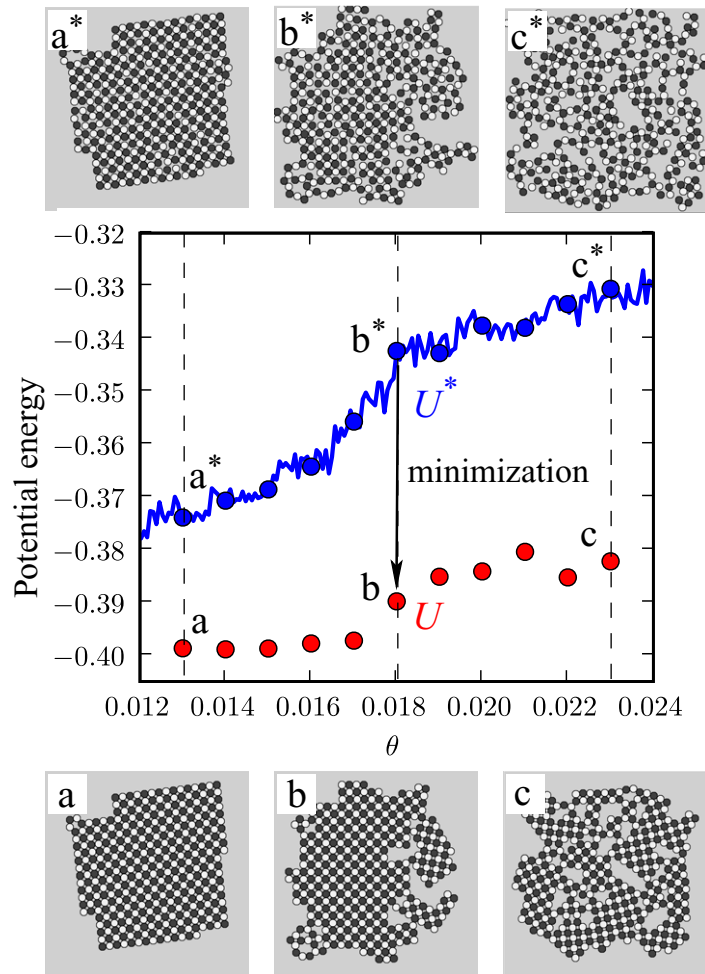 a*
b*
c*
−0.32
−0.33
−0.34
−0.35
−0.36
−0.37
−0.38
−0.39
−0.40
Potential energy
a*
b*
c*
U*
minimization
a
b
c
U
0.012
0.014
0.016
0.018
0.020
0.022
0.024
θ
a
b
c